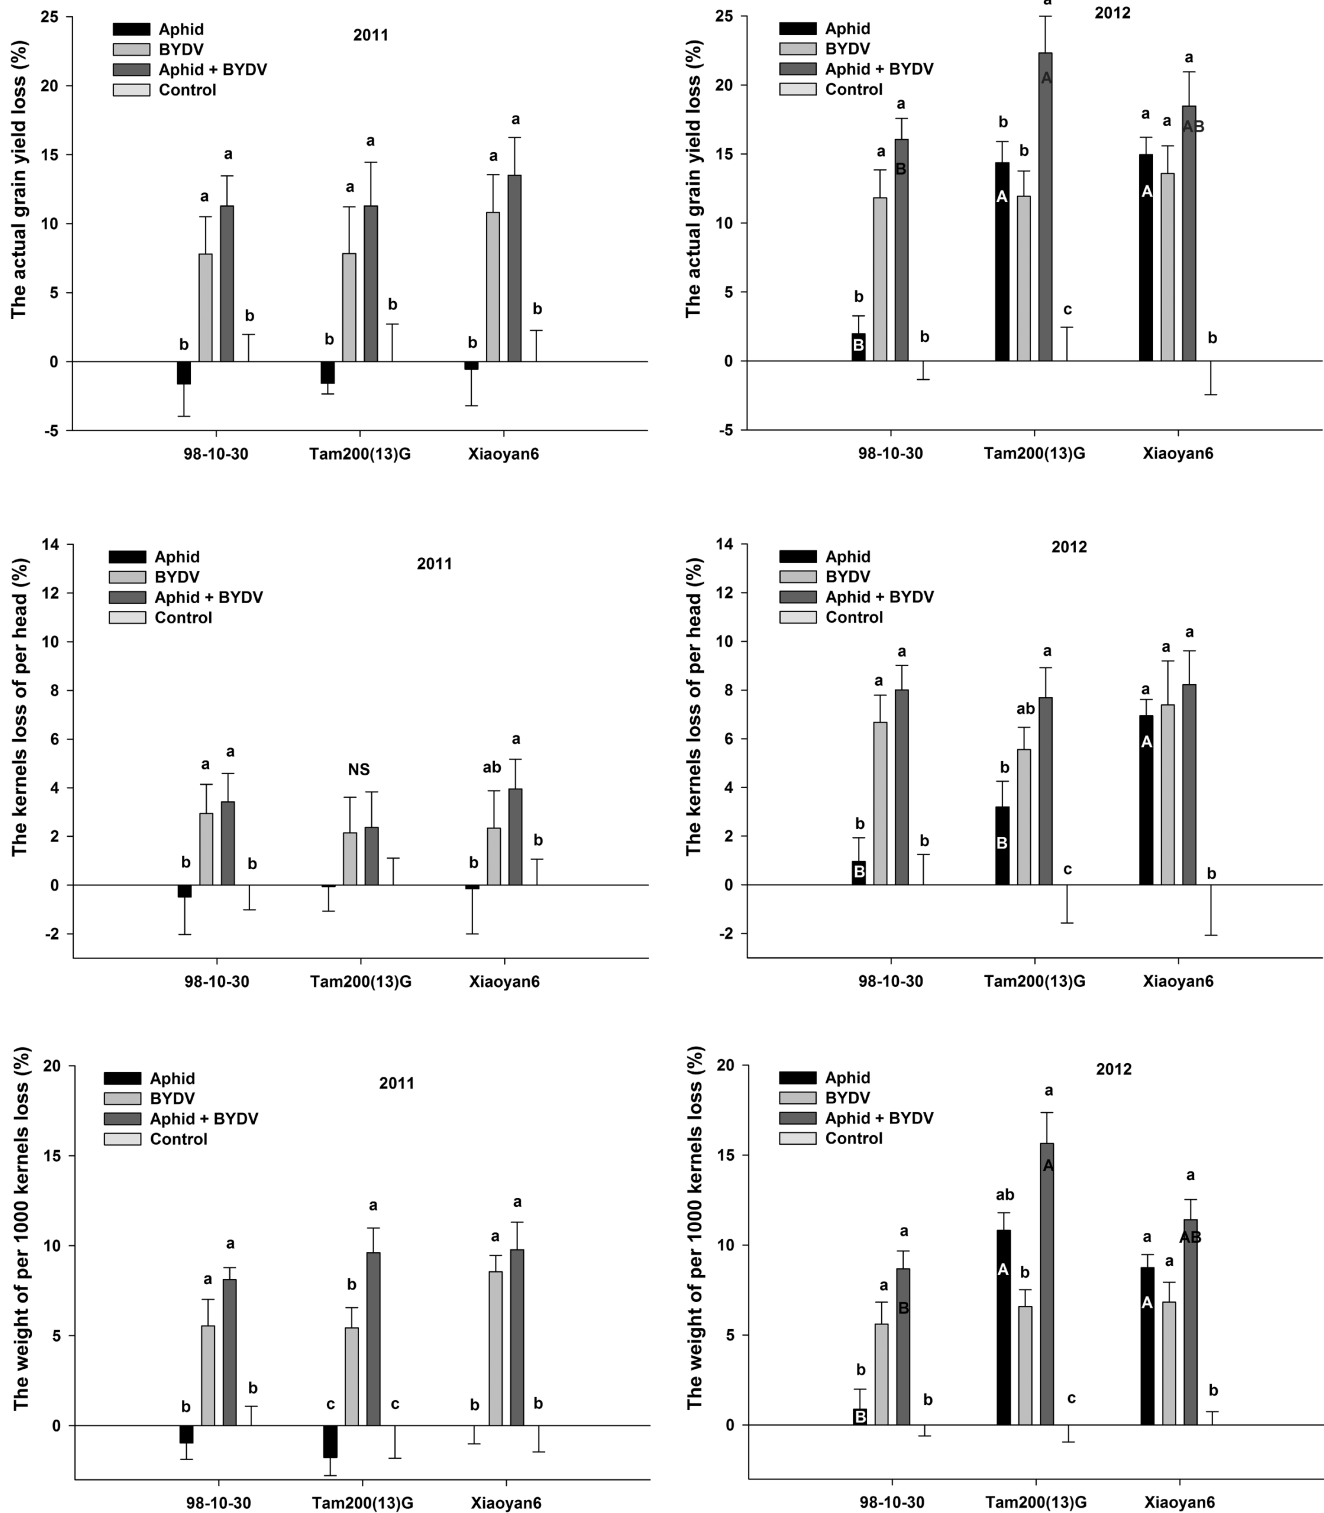 The actual grain yield loss (%)
2011
Aphid
BYDV
Aphid + BYDV
Control
25
20
15
10
5
0
-5
b a a b
b a a b
b a a b
98-10-30 Tam200(13)G Xiaoyan6
The actual grain yield loss (%)
2012
Aphid
BYDV
Aphid + BYDV
Control
25
20
15
10
5
0
-5
b a a b
b b a c
a a a b
B B
A A
A AB
98-10-30 Tam200(13)G Xiaoyan6
The kernels loss of per head (%)
2011
Aphid
BYDV
Aphid + BYDV
Control
14
12
10
8
6
4
2
0
-2
b a a b
NS
b ab a b
98-10-30 Tam200(13)G Xiaoyan6
The kernels loss of per head (%)
2012
Aphid
BYDV
Aphid + BYDV
Control
14
12
10
8
6
4
2
0
-2
b a a b
b ab a c
a a a b
B
B
A
98-10-30 Tam200(13)G Xiaoyan6
The weight of per 1000 kernels loss (%)
2011
Aphid
BYDV
Aphid + BYDV
Control
20
15
10
5
0
b a a b
c b a c
b a a b
98-10-30 Tam200(13)G Xiaoyan6
The weight of per 1000 kernels loss (%)
2012
Aphid
BYDV
Aphid + BYDV
Control
20
15
10
5
0
b a a b
ab b a c
a a a b
B B
A A
A AB
98-10-30 Tam200(13)G Xiaoyan6